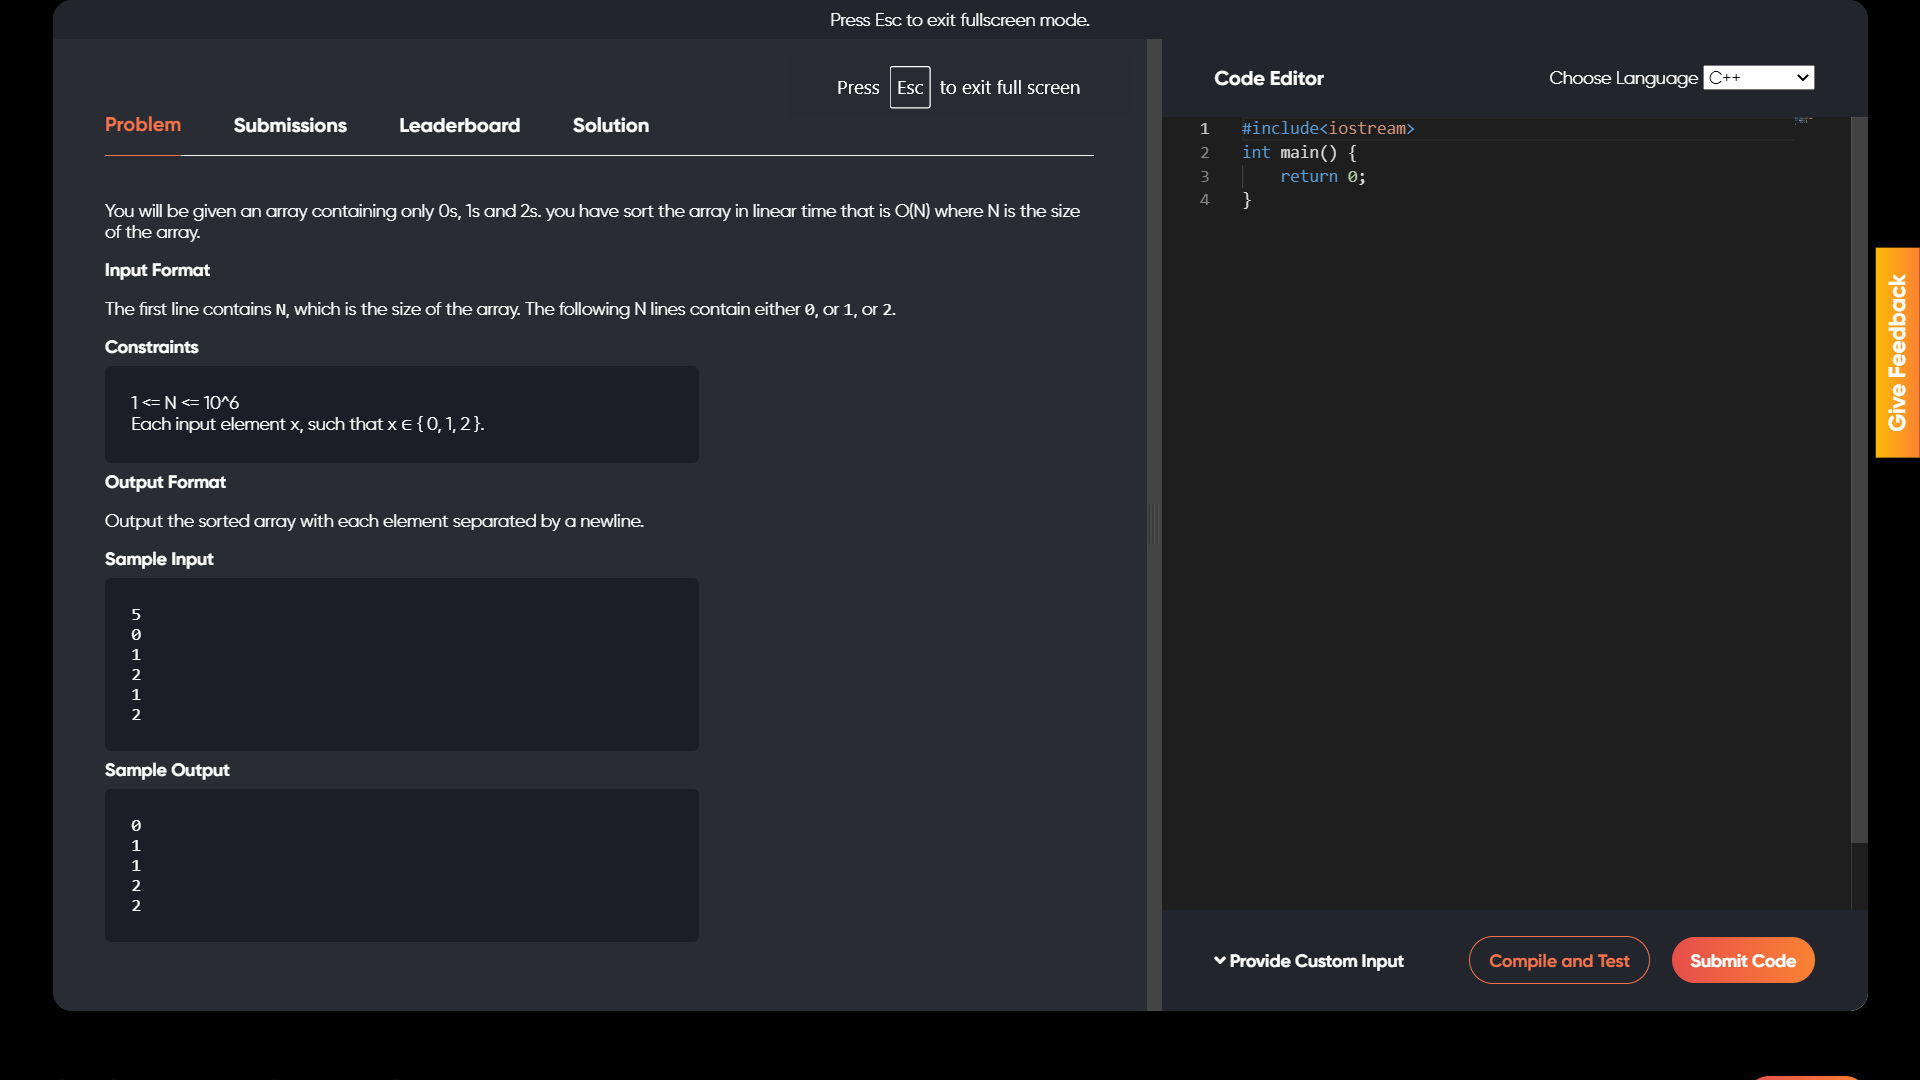 Press Esc to exit fullscreen mode.
Press Esc to exit full screen
Problem Submissions Leaderboard Solution
You will be given an array containing only 0s, 1s and 2s. you have sort the array in linear time that is O(N) where N is the size
of the array.
Input Format
The first line contains N, which is the size of the array. The following N lines contain either 0, or 1, or 2.
Constraints
1 <= N <= 10^6
Each input element x, such that x ∈ { 0, 1, 2 }.
Output Format
Output the sorted array with each element separated by a newline.
Sample Input
5
0
1
2
1
2
Sample Output
0
1
1
2
2
Code Editor
Choose Language C++
1 #include<iostream>
2 int main() {
3 return 0;
4 }
Provide Custom Input
Compile and Test
Submit Code
Give Feedback